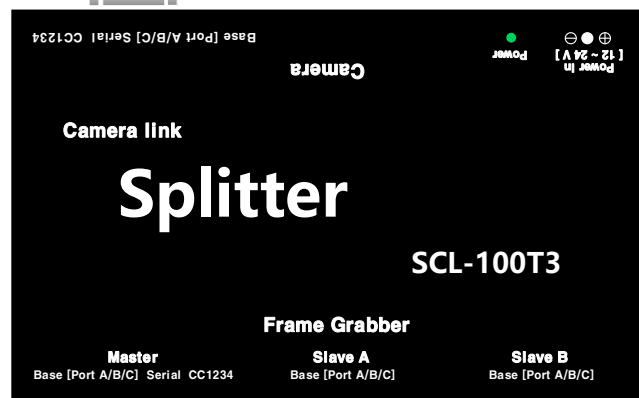 Base [Port A/B/C] Serial CC1234
Camera
Power
Power In
[ 12 ~ 24 V ]
Camera link
Splitter
SCL-100T3
Frame Grabber
Master
Base [Port A/B/C] Serial CC1234
Slave A
Base [Port A/B/C]
Slave B
Base [Port A/B/C]